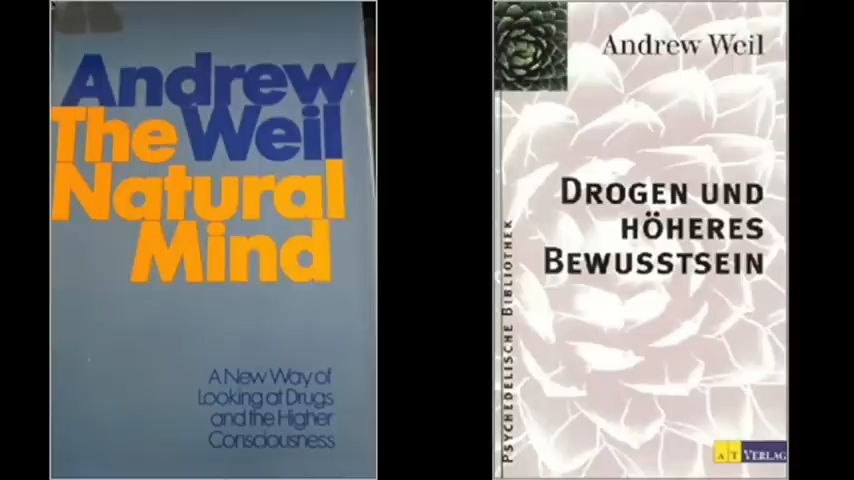 Andrew
The Weil
Natural
Mind
A New Way of
Looking at Drugs
and the Higher
Consciousness
Andrew Weil
DROGEN UND
HÖHERES
BEWUSSTSEIN
PSYCHEDELISCHE BIBLIOTHEK
AT VERLAG